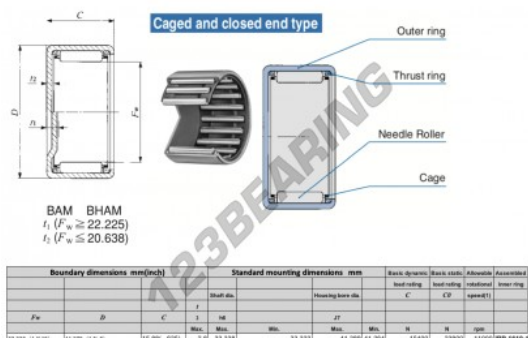 Caged and closed end type
C
D
t₂
t₁
Fw
Outer ring
Thrust ring
Needle Roller
Cage
123BEARING
BAM BHAM
t₁ (Fw ≧ 22.225)
t₂ (Fw ≦ 20.638)
Boundary dimensions mm(inch) Standard mounting dimensions mm Basic dynamic Basic static Allowable Assembled
load rating load rating rotational inner ring
Shaft dia. Housing bore dia. C C0 speed(1)
t
Fw D C 3 h6 J7
Max. Max. Min. Max. Min. N N rpm